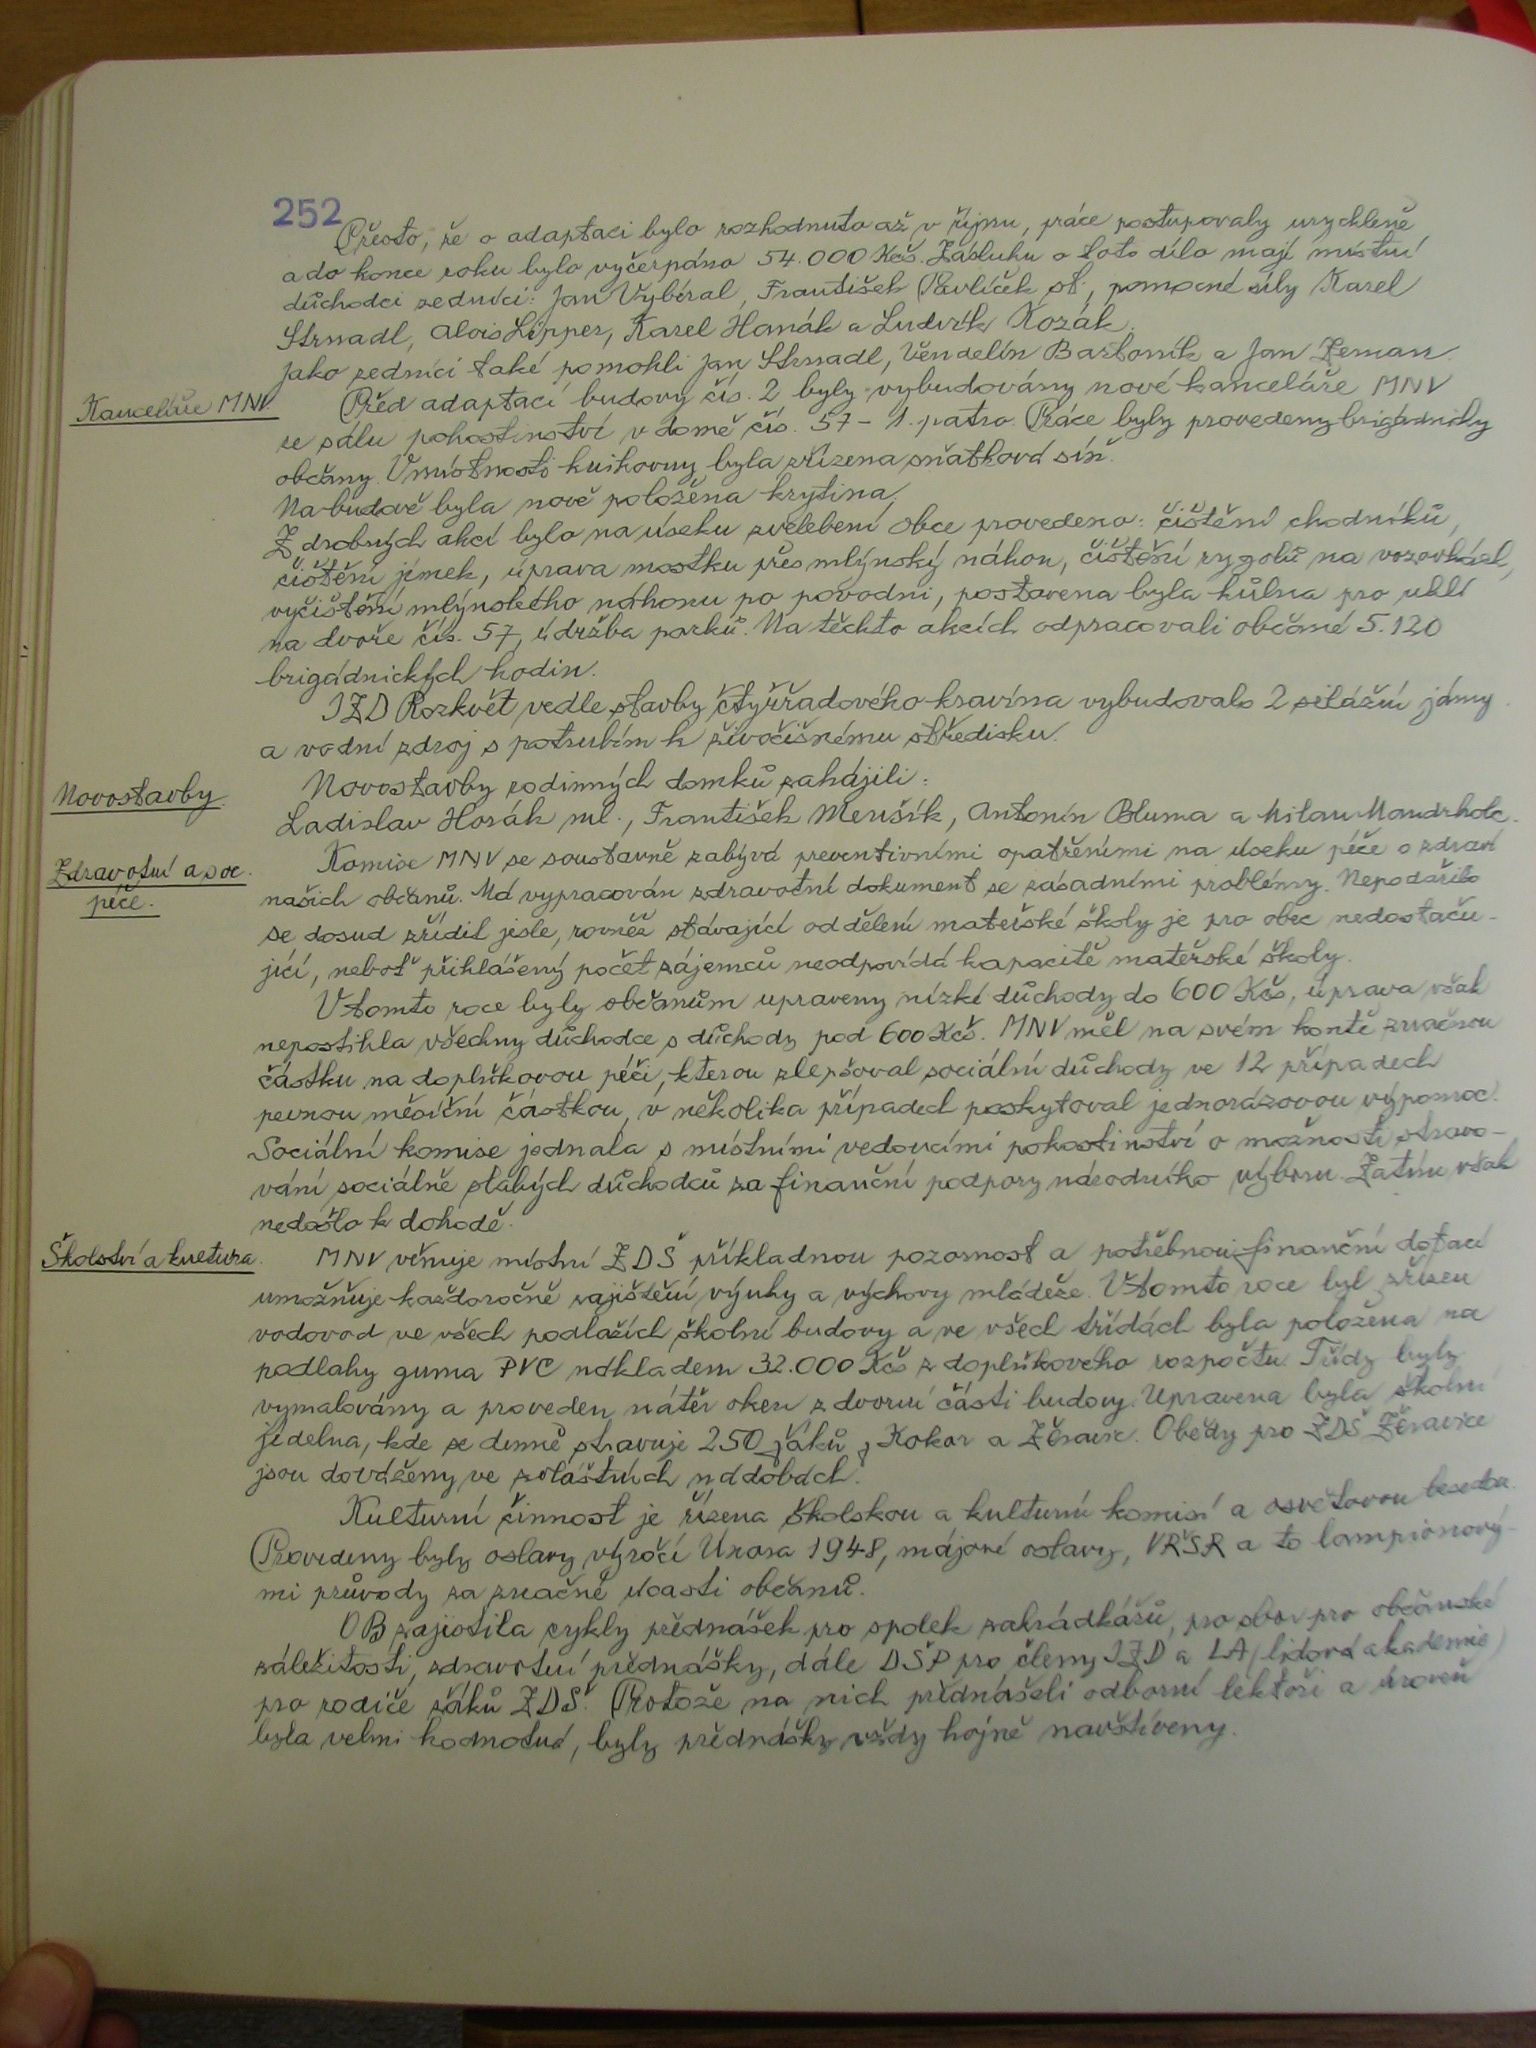 252
Přesto, že o adaptaci bylo rozhodnuto až v říjnu, práce postupovaly urychleně
a do konce roku bylo vyčerpáno 54.000 Kčs. Zásluhu o toto dílo mají místní
důchodci zedníci: Jan Vybíral, František Pavlíček st., pomocné síly Karel
Strnadl, Alois Lipper, Karel Hanák a Ludvík Kozák.
Jako zedníci také pomohli Jan Strnadl, Vendelín Bartoník a Jan Zeman.
Kanceláře MNV
Před adaptací budovy čís. 2 byly vybudovány nové kanceláře MNV
ze sálu pohostinství v domě čís. 57 - 1. patro. Práce byly provedeny brigádnicky
občany. V místnosti knihovny byla zřízena sňatková síň.
Na budově byla nově položena krytina.
Z drobných akcí bylo na úseku zvelebení obce provedeno: čištění chodníků,
čištění jímek, úprava mostku přes mlýnský náhon, čištění rygolů na vozovkách,
vyčištění mlýnského náhonu po povodni, postavena byla kůlna pro uhlí
na dvoře čís. 57, údržba parků. Na těchto akcích odpracovali občané 5.120
brigádnických hodin.
JZD Rozkvět vedle stavby čtyřřadového kravína vybudovalo 2 silážní jámy
a vodní zdroj s potrubím k živočišnému středisku.
Novostavby.
Novostavby rodinných domků zahájili:
Ladislav Horák ml., František Menšík, Antonín Bluma a Milan Mandrholc.
Zdravotní a soc.
péče.
Komise MNV se soustavně zabývá preventivními opatřeními na úseku péče o zdraví
našich občanů. Má vypracován zdravotní dokument se zásadními problémy. Nepodařilo
se dosud zřídit jesle, rovněž stávající oddělení mateřské školy je pro obec nedostaču-
jící, neboť přihlášený počet zájemců neodpovídá kapacitě mateřské školy.
V tomto roce byly občanům upraveny nízké důchody do 600 Kčs, úprava však
nepostihla všechny důchodce s důchody pod 600 Kčs. MNV měl na svém kontě značnou
částku na doplňkovou péči, kterou zlepšoval sociální důchody ve 12 případech
pevnou měsíční částkou, v několika případech poskytoval jednorázovou výpomoc.
Sociální komise jednala s místními vedoucími pohostinství o možnosti stravo-
vání sociálně slabých důchodců za finanční podpory národního výboru. Zatím však
nedošlo k dohodě.
Školství a kultura.
MNV věnuje místní ZDŠ příkladnou pozornost a potřebnou finanční dotací
umožňuje každoročně zajištění výuky a výchovy mládeže. V tomto roce byl zřízen
vodovod ve všech podlažích školní budovy a ve všech třídách byla položena na
podlahy guma PVC nákladem 32.000 Kčs z doplňkového rozpočtu. Třídy byly
vymalovány a proveden nátěr oken z dvorní části budovy. Upravena byla školní
jídelna, kde se denně stravuje 250 žáků z Kokor a Žeravic. Obědy pro ZDŠ Žeravice
jsou dováženy ve zvláštních nádobách.
Kulturní činnost je řízena školskou a kulturní komisí a osvětovou besedou.
Provedeny byly oslavy výročí Února 1948, májové oslavy, VŘSR a to lampionový-
mi průvody za značné účasti občanů.
OB zajistila cykly přednášek pro spolek zahrádkářů, pro sbor pro občanské
záležitosti, zdravotní přednášky, dále DŠP pro členy JZD a LA /lidová akademie/
pro rodiče žáků ZDŠ. Protože na nich přednášeli odborní lektoři a úroveň
byla velmi hodnotná, byly přednášky vždy hojně navštíveny.